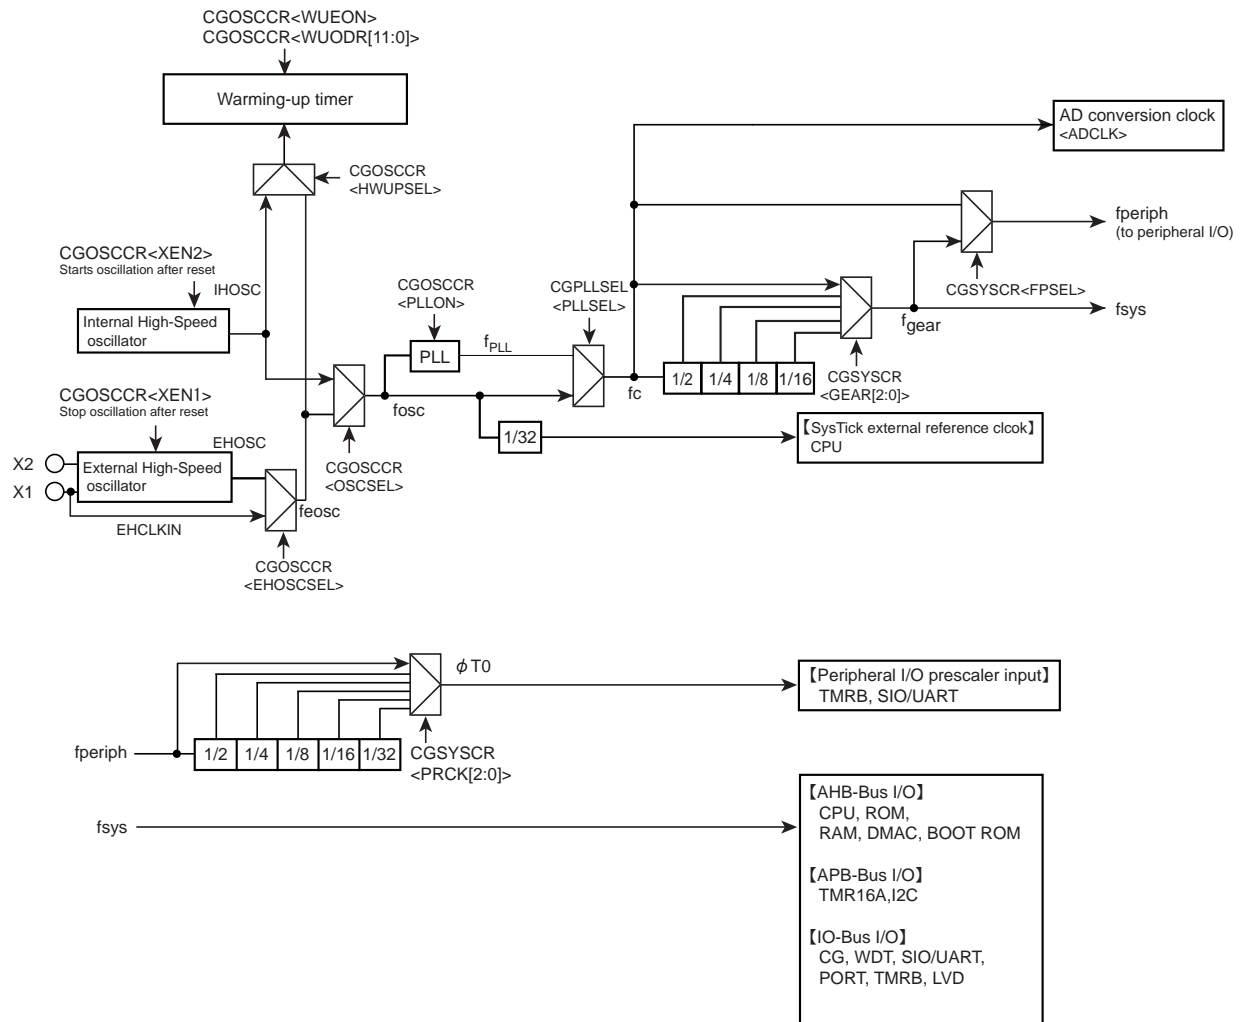 CGOSCCR<WUEON>
CGOSCCR<WUODR[11:0]>
Warming-up timer
AD conversion clock
<ADCLK>
CGOSCCR
<HWUPSEL>
fperiph
(to peripheral I/O)
CGOSCCR<XEN2>
Starts oscillation after reset
IHOSC
CGOSCCR
<PLLON>
CGPLLSEL
<PLLSEL>
CGSYSCR<FPSEL>
fsys
Internal High-Speed
oscillator
fPLL
PLL
fgear
1/2
1/4
1/8
1/16
fc
CGSYSCR
<GEAR[2:0]>
CGOSCCR<XEN1>
Stop oscillation after reset
fosc
EHOSC
1/32
【SysTick external reference clcok】
CPU
X2
External High-Speed
oscillator
X1
CGOSCCR
<OSCSEL>
feosc
EHCLKIN
CGOSCCR
<EHOSCSEL>
ϕT0
【Peripheral I/O prescaler input】
TMRB, SIO/UART
fperiph
1/2
1/4
1/8
1/16
1/32
CGSYSCR
<PRCK[2:0]>
fsys
【AHB-Bus I/O】
CPU, ROM,
RAM, DMAC, BOOT ROM
【APB-Bus I/O】
TMR16A,I2C
【IO-Bus I/O】
CG, WDT, SIO/UART,
PORT, TMRB, LVD